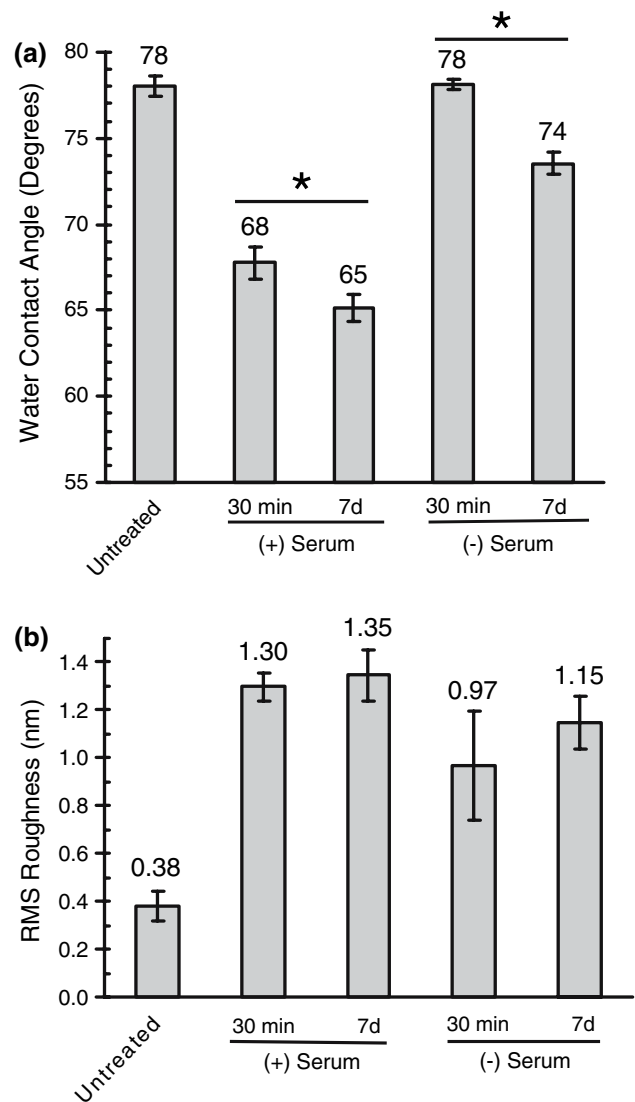 (a)
Water Contact Angle (Degrees)
80
75
70
65
60
55
78
68
65
78
74
*
*
Untreated
30 min
7d
30 min
7d
(+) Serum
(-) Serum
(b)
RMS Roughness (nm)
1.4
1.2
1.0
0.8
0.6
0.4
0.2
0.0
0.38
1.30
1.35
0.97
1.15
Untreated
30 min
7d
30 min
7d
(+) Serum
(-) Serum